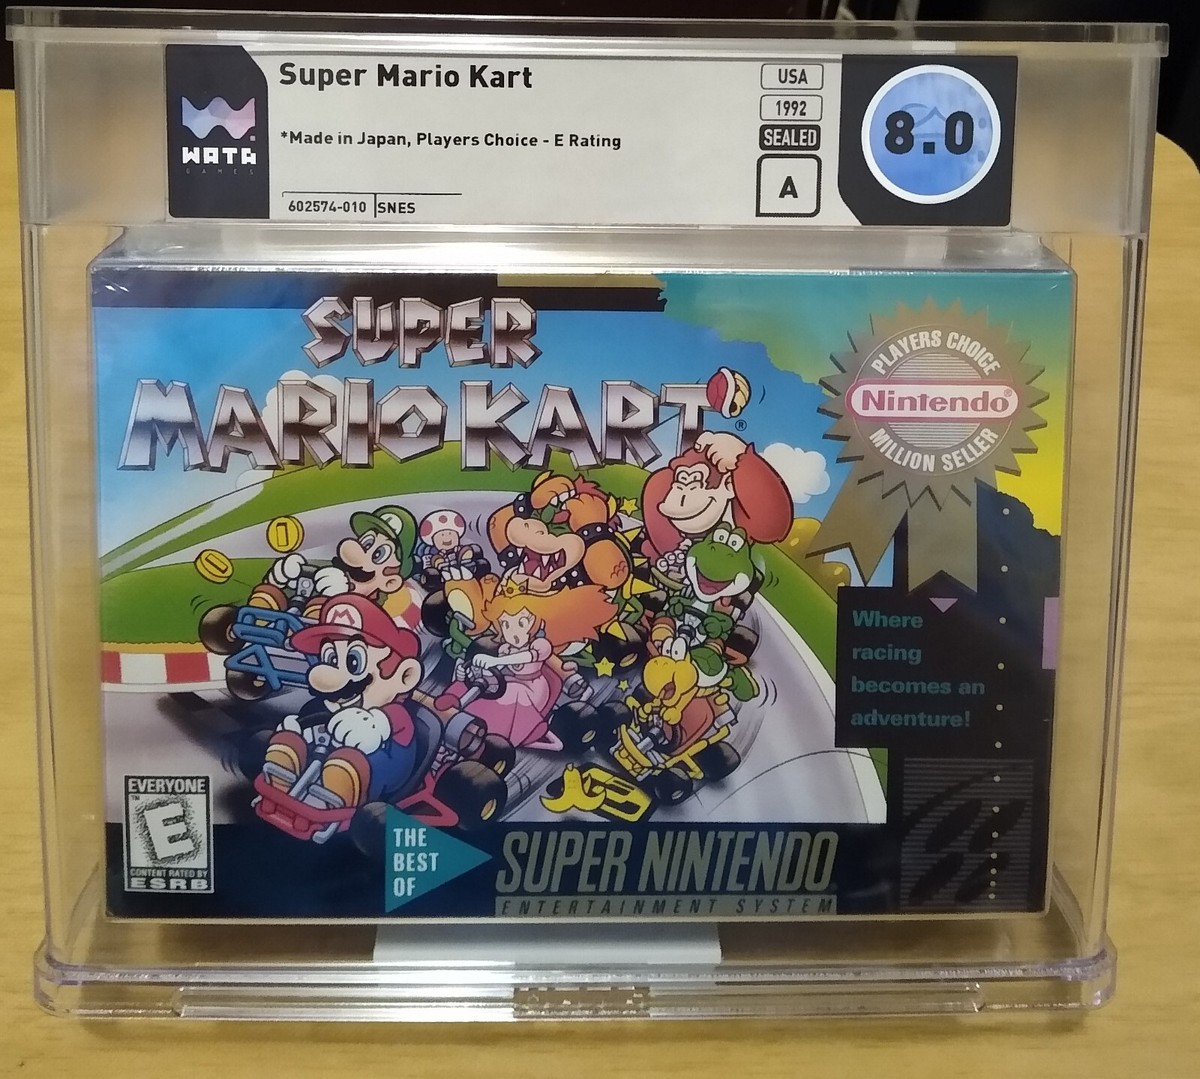 Super Mario Kart
*Made in Japan, Players Choice - E Rating
602574-010 SNES
WATA
GAMES
USA
1992
SEALED
A
8.0
SUPER
MARIO KART
®
PLAYERS CHOICE
Nintendo®
MILLION SELLER
Where
racing
becomes an
adventure!
M
EVERYONE
TM
E
CONTENT RATED BY
ESRB
THE
BEST
OF
SUPER NINTENDO
ENTERTAINMENT SYSTEM